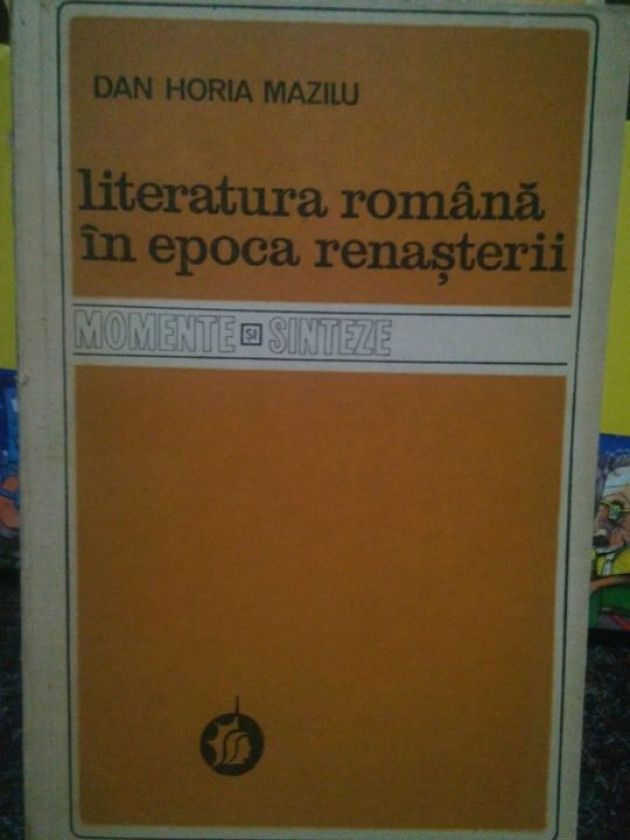 DAN HORIA MAZILU
literatura română
în epoca renașterii
MOMENTE ȘI SINTEZE